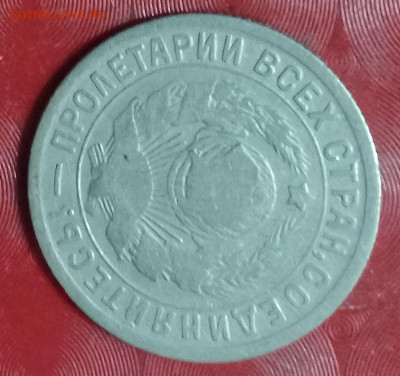 — ПРОЛЕТАРИИ ВСЕХ СТРАН, СОЕДИНЯЙТЕСЬ!